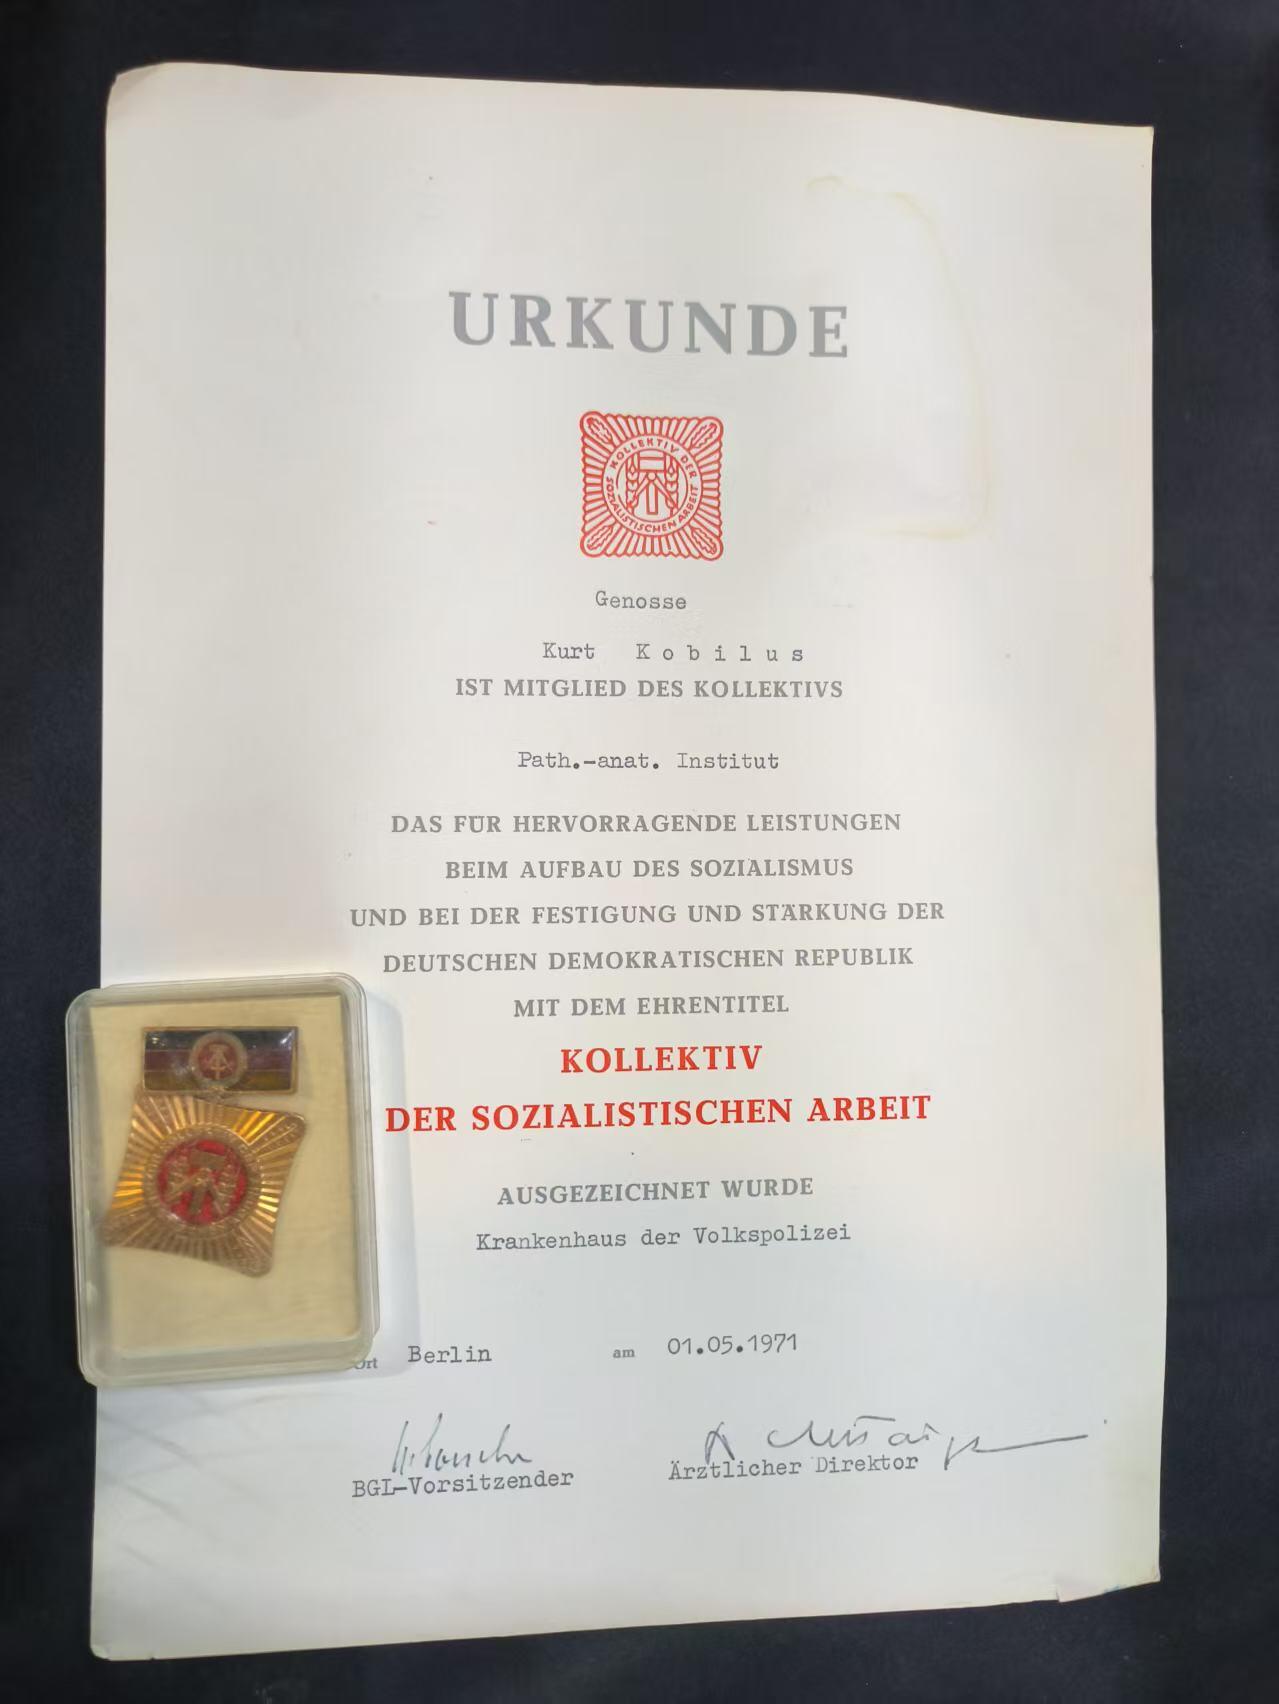 URKUNDE
KOLLEKTIV DER
SOZIALISTISCHEN ARBEIT
Genosse
Kurt Kobilus
IST MITGLIED DES KOLLEKTIVS
Path.-anat. Institut
DAS FÜR HERVORRAGENDE LEISTUNGEN
BEIM AUFBAU DES SOZIALISMUS
UND BEI DER FESTIGUNG UND STÄRKUNG DER
DEUTSCHEN DEMOKRATISCHEN REPUBLIK
MIT DEM EHRENTITEL
KOLLEKTIV
DER SOZIALISTISCHEN ARBEIT
AUSGEZEICHNET WURDE
Krankenhaus der Volkspolizei
Ort Berlin am 01.05.1971
BGL-Vorsitzender Ärztlicher Direktor